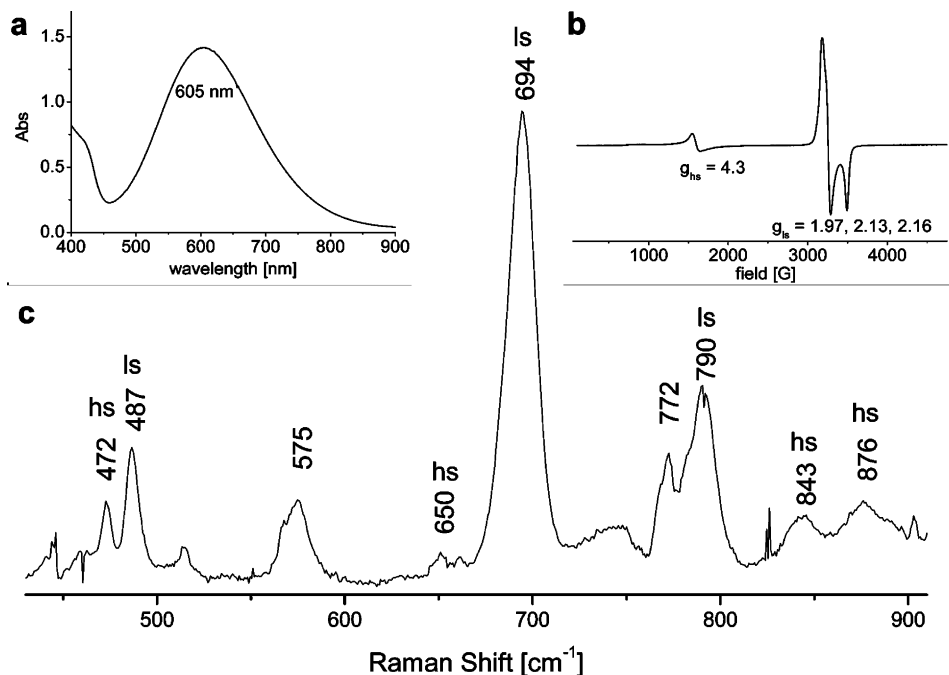 a
1.5
1.0
0.5
0.0
Abs
605 nm
400 500 600 700 800 900
wavelength [nm]
b
g_hs = 4.3
g_ls = 1.97, 2.13, 2.16
1000 2000 3000 4000
field [G]
c
hs
472
ls
487
575
hs
650
ls
694
772
ls
790
hs
843
hs
876
500 600 700 800 900
Raman Shift [cm⁻¹]